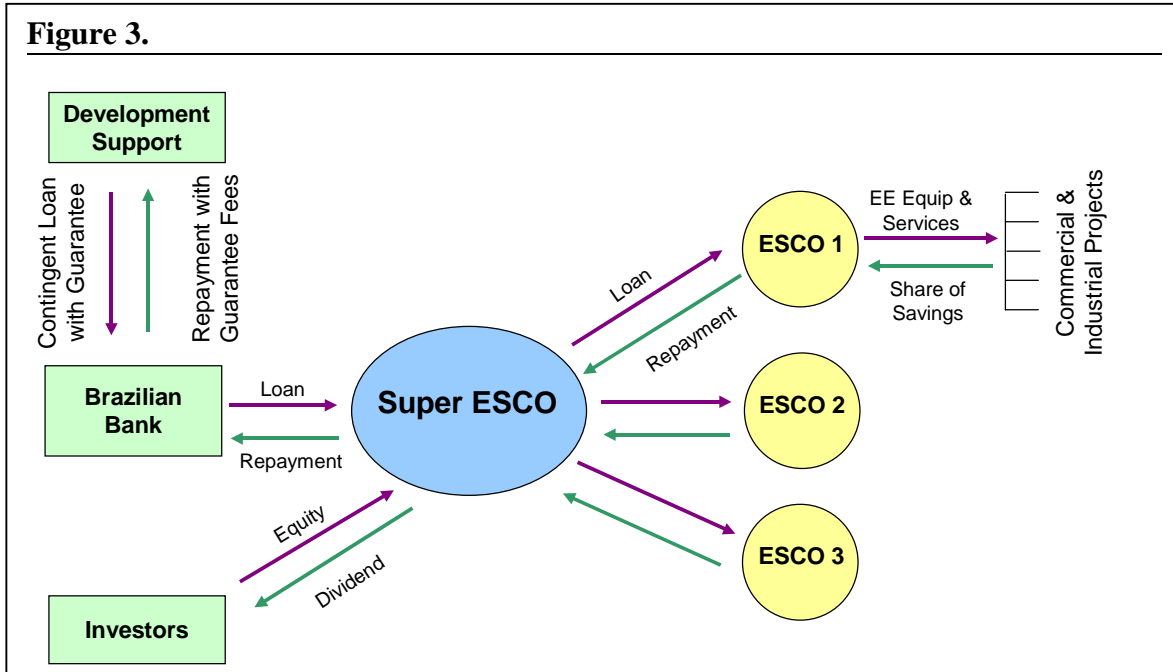 Figure 3.
Development
Support
Contingent Loan
with Guarantee
Repayment with
Guarantee Fees
Brazilian
Bank
Loan
Repayment
Super ESCO
Equity
Dividend
Investors
Loan
Repayment
ESCO 1
EE Equip &
Services
Share of
Savings
Commercial &
Industrial Projects
ESCO 2
ESCO 3